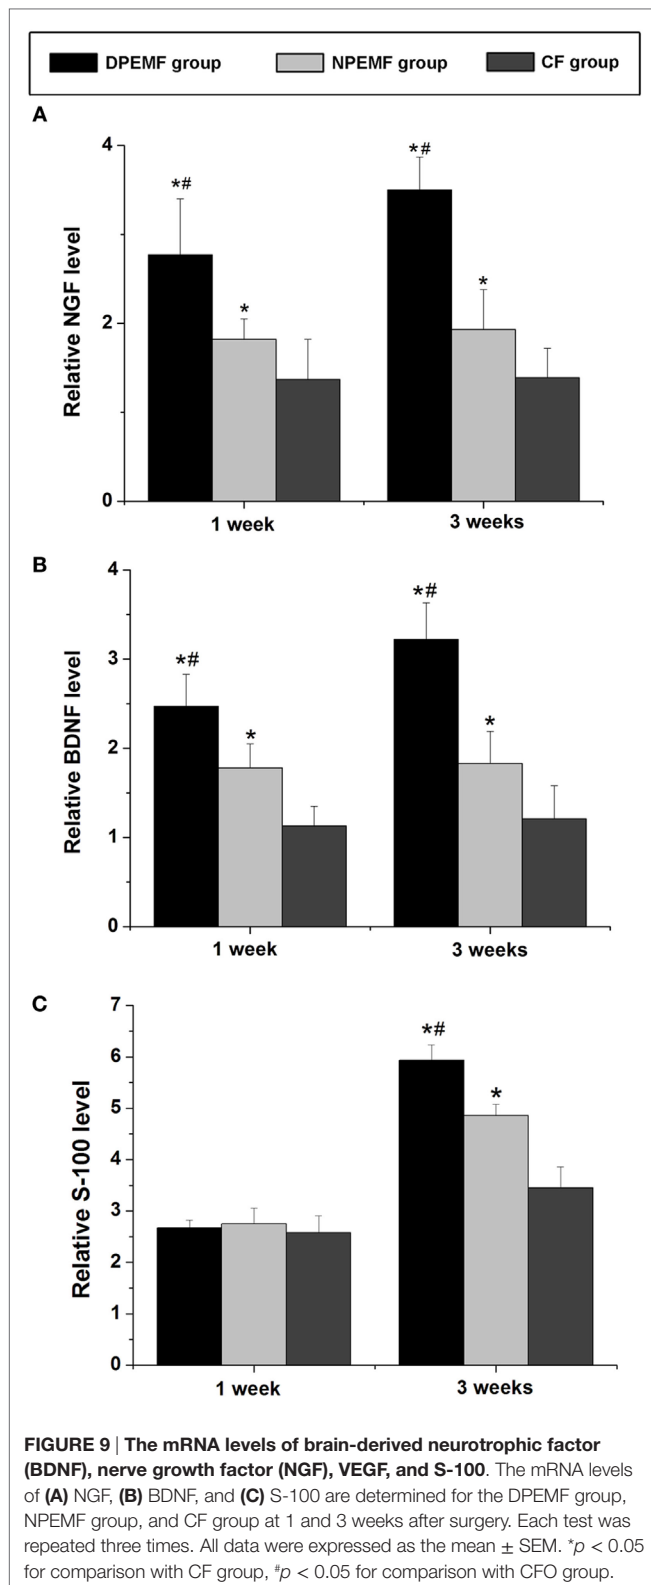 DPEMF group NPEMF group CF group
A
4
2
0
Relative NGF level
*#
*
*#
*
1 week
3 weeks
B
4
3
2
1
0
Relative BDNF level
*#
*
*#
*
1 week
3 weeks
C
7
6
5
4
3
2
1
0
Relative S-100 level
*#
*
1 week
3 weeks
FIGURE 9 | The mRNA levels of brain-derived neurotrophic factor
(BDNF), nerve growth factor (NGF), VEGF, and S-100. The mRNA levels
of (A) NGF, (B) BDNF, and (C) S-100 are determined for the DPEMF group,
NPEMF group, and CF group at 1 and 3 weeks after surgery. Each test was
repeated three times. All data were expressed as the mean ± SEM. *p < 0.05
for comparison with CF group, #p < 0.05 for comparison with CFO group.